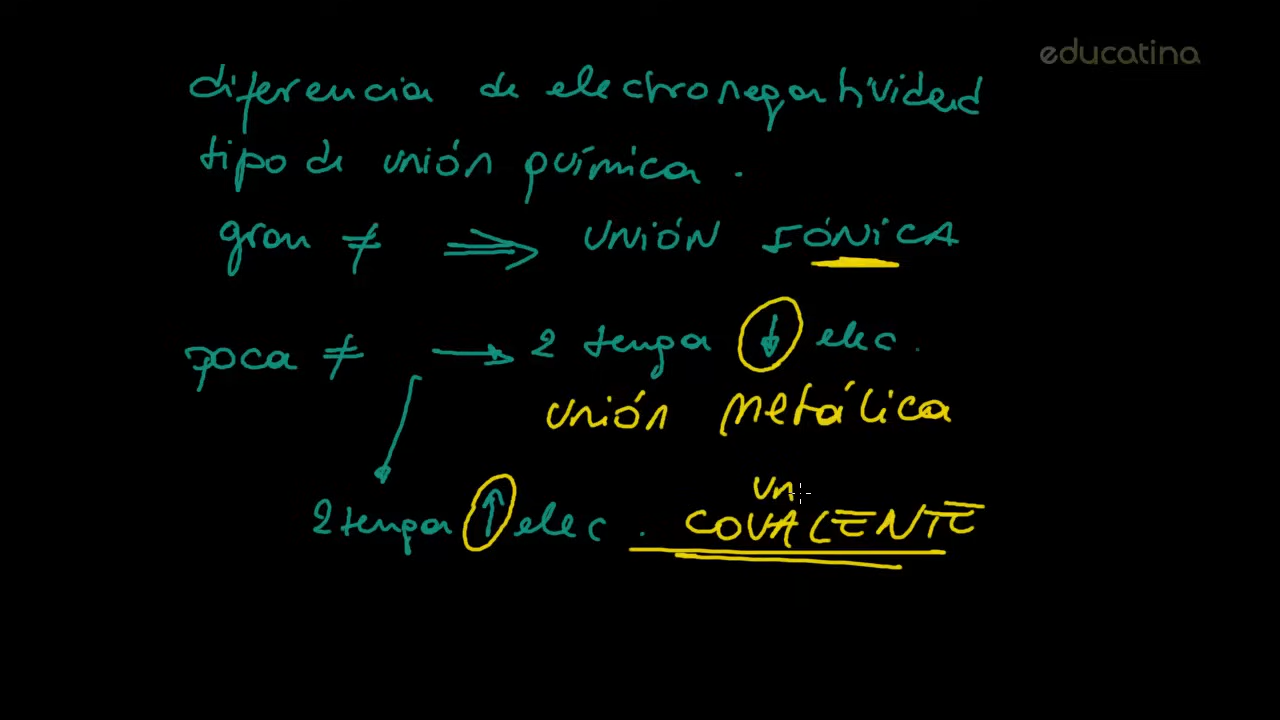 educatina
diferencia de electronegatividad
tipo de unión química.
gran ≠ ⇒ UNIÓN IÓNICA
poca ≠ → 2 tenga ↓ elec.
unión metálica
un
2 tenga ↑ elec. COVALENTE